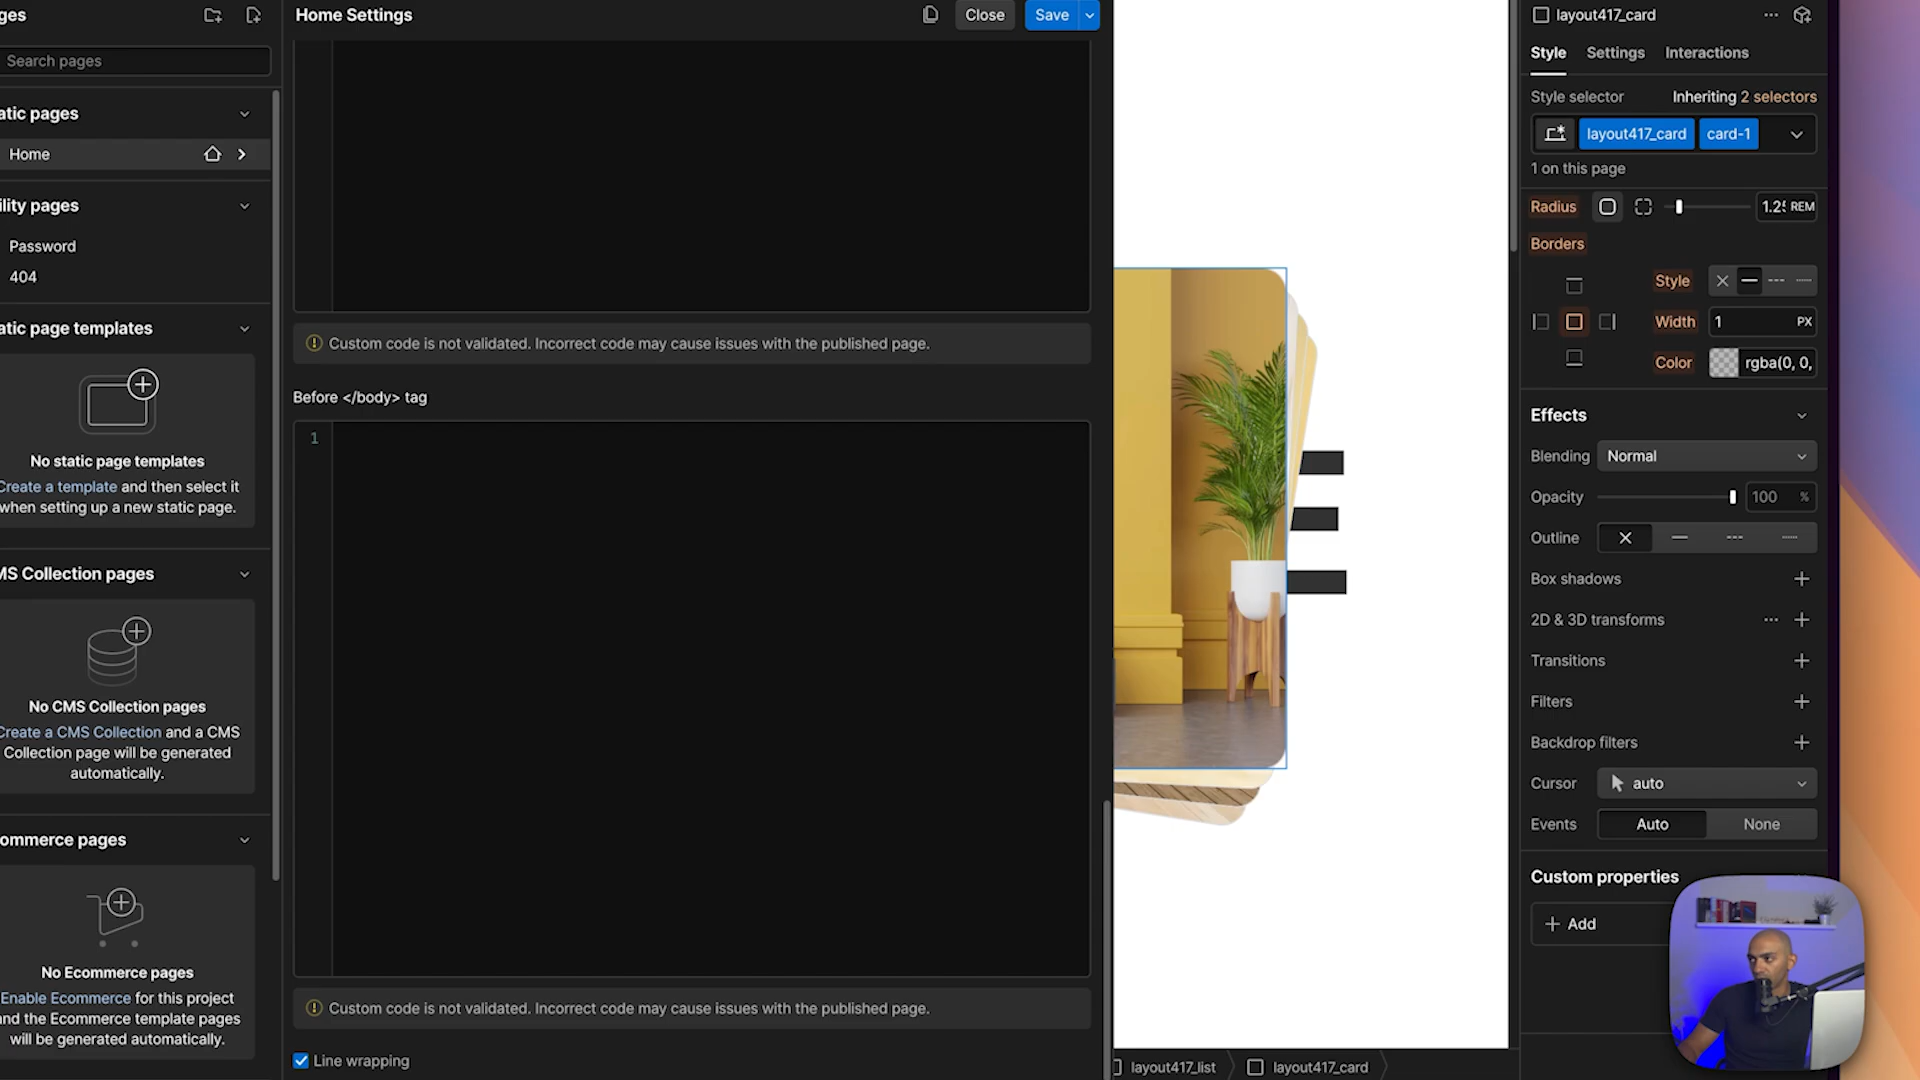 ges
Search pages
atic pages
Home
ility pages
Password
404
atic page templates
No static page templates
Create a template and then select it
when setting up a new static page.
MS Collection pages
No CMS Collection pages
Create a CMS Collection and a CMS
Collection page will be generated
automatically.
ommerce pages
No Ecommerce pages
Enable Ecommerce for this project
and the Ecommerce template pages
will be generated automatically.
Home Settings
Close
Save
Custom code is not validated. Incorrect code may cause issues with the published page.
Before </body> tag
1
Custom code is not validated. Incorrect code may cause issues with the published page.
Line wrapping
layout417_list
layout417_card
layout417_card
Style Settings Interactions
Style selector Inheriting 2 selectors
layout417_card card-1
1 on this page
Radius 1.25 REM
Borders
Style
Width 1 PX
Color rgba(0, 0,
Effects
Blending Normal
Opacity 100 %
Outline
Box shadows
2D & 3D transforms
Transitions
Filters
Backdrop filters
Cursor auto
Events Auto None
Custom properties
Add